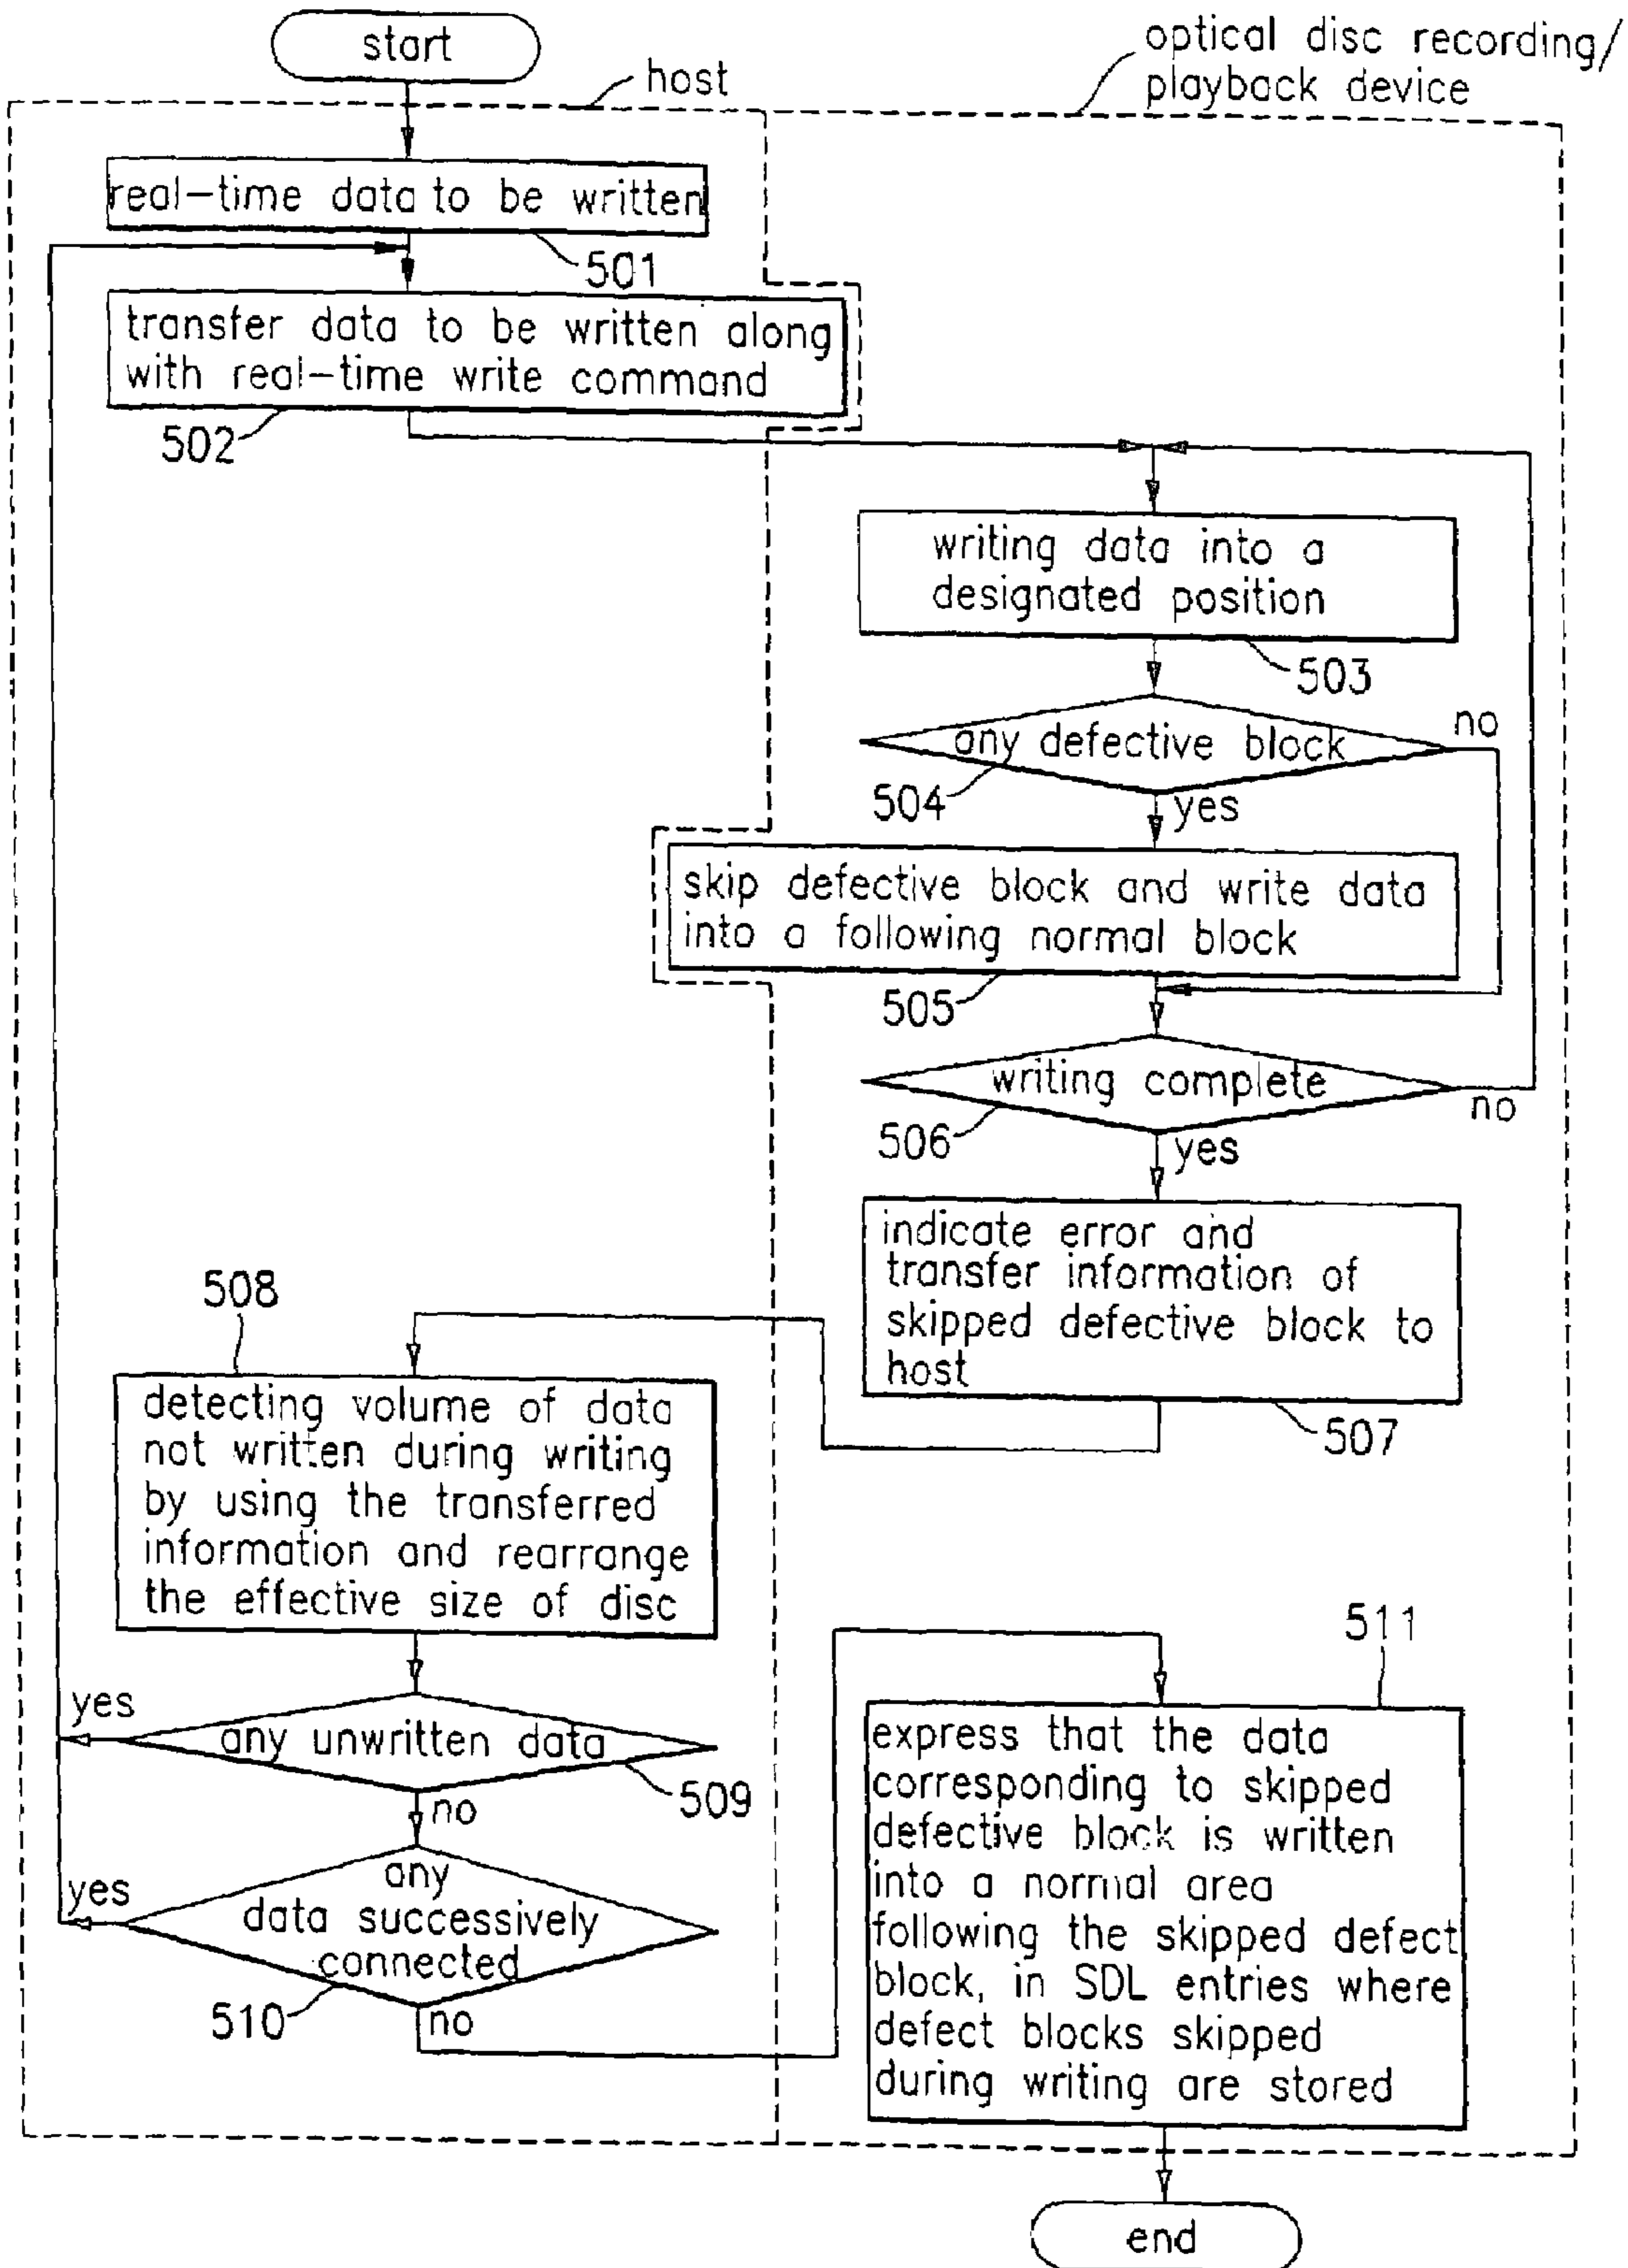 start
host
optical disc recording/
playback device
real-time data to be written
501
transfer data to be written along
with real-time write command
502
writing data into a
designated position
503
any defective block
no
504
yes
skip defective block and write data
into a following normal block
505
writing complete
no
506
yes
indicate error and
transfer information of
skipped defective block to
host
507
508
detecting volume of data
not written during writing
by using the transferred
information and rearrange
the effective size of disc
yes
any unwritten data
509
no
yes
any
data successively
connected
510
no
511
express that the data
corresponding to skipped
defective block is written
into a normal area
following the skipped defect
block, in SDL entries where
defect blocks skipped
during writing are stored
end